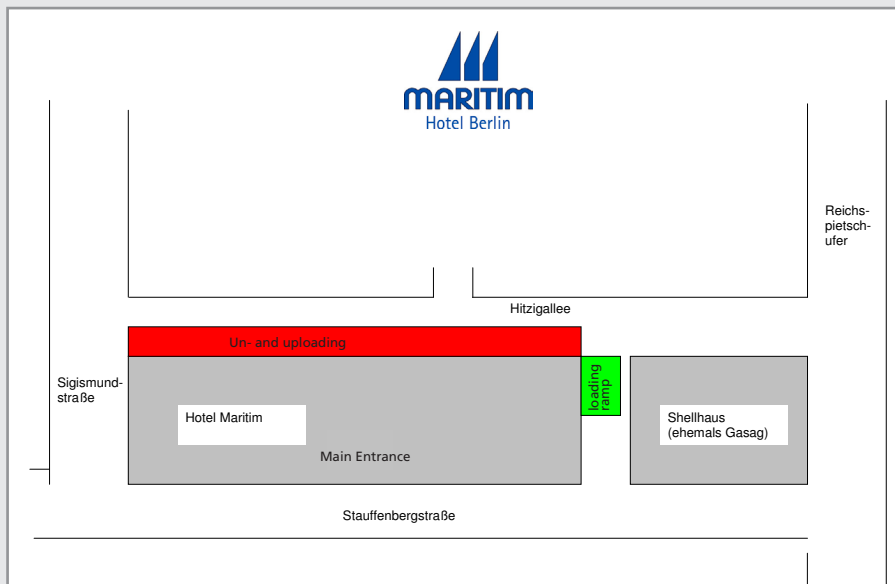 MARITIM
Hotel Berlin
Reichs-
pietsch-
ufer
Hitzigallee
Un- and uploading
loading
ramp
Sigismund-
straße
Hotel Maritim
Shellhaus
(ehemals Gasag)
Main Entrance
Stauffenbergstraße